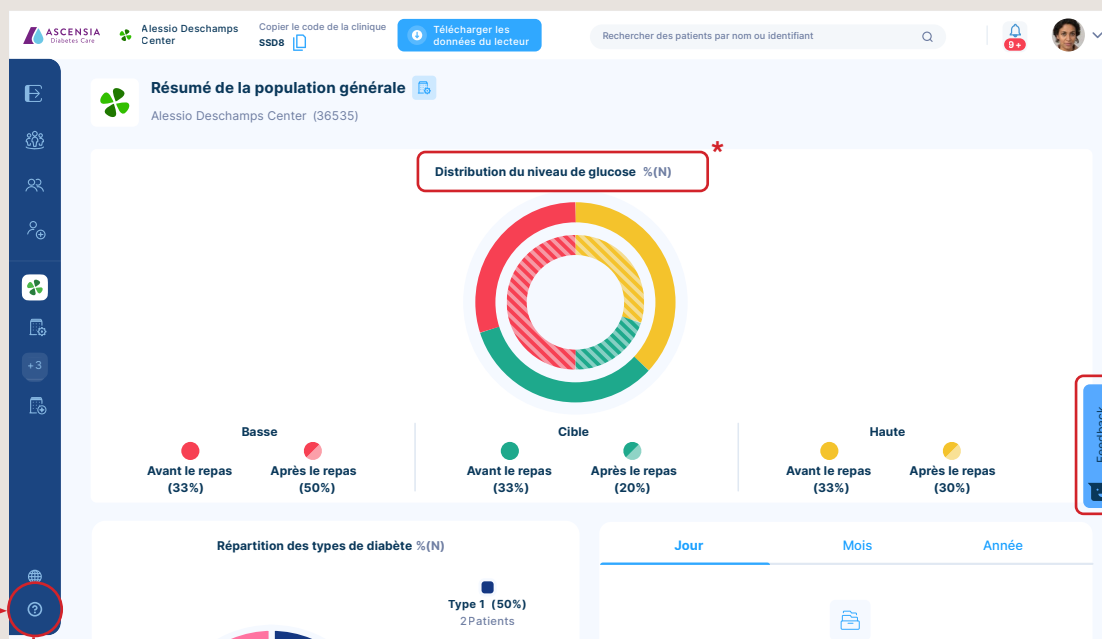 ASCENSIA
Diabetes Care
Alessio Deschamps
Center
Copier le code de la clinique
SSD8
Télécharger les
données du lecteur
Rechercher des patients par nom ou identifiant
9+
Résumé de la population générale
Alessio Deschamps Center (36535)
Distribution du niveau de glucose %(N)
*
Basse
Avant le repas
(33%)
Après le repas
(50%)
Cible
Avant le repas
(33%)
Après le repas
(20%)
Haute
Avant le repas
(33%)
Après le repas
(30%)
Feedback
+3
Répartition des types de diabète %(N)
Type 1 (50%)
2Patients
Jour
Mois
Année